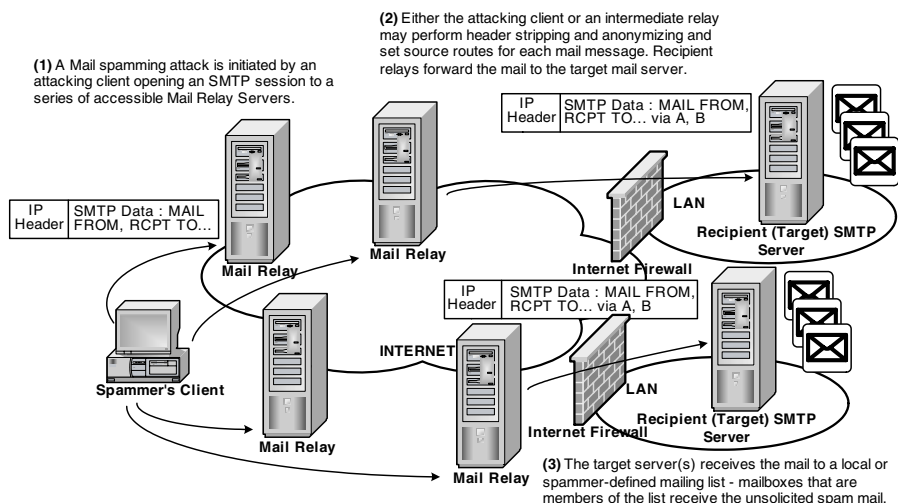 (1) A Mail spamming attack is initiated by an
attacking client opening an SMTP session to a
series of accessible Mail Relay Servers.
(2) Either the attacking client or an intermediate relay
may perform header stripping and anonymizing and
set source routes for each mail message. Recipient
relays forward the mail to the target mail server.
IP
Header
SMTP Data : MAIL FROM,
RCPT TO... via A, B
LAN
Recipient (Target) SMTP
Server
IP
Header
SMTP Data : MAIL
FROM, RCPT TO...
Mail Relay
Mail Relay
Internet Firewall
IP
Header
SMTP Data : MAIL FROM,
RCPT TO... via A, B
INTERNET
Spammer's Client
LAN
Mail Relay
Internet Firewall
Recipient (Target) SMTP
Server
Mail Relay
(3) The target server(s) receives the mail to a local or
spammer-defined mailing list - mailboxes that are
members of the list receive the unsolicited spam mail.